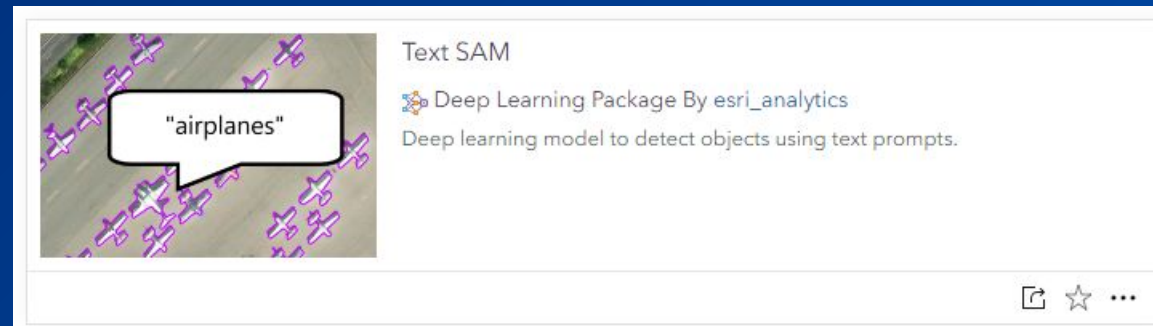 "airplanes"
Text SAM
Deep Learning Package By esri_analytics
Deep learning model to detect objects using text prompts.